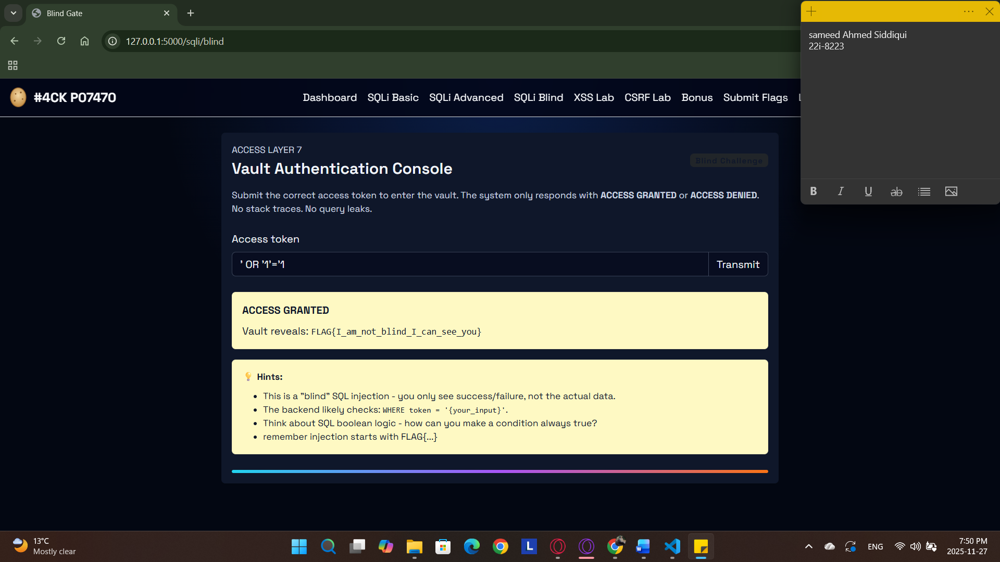 Blind Gate
127.0.0.1:5000/sqli/blind
sameed Ahmed Siddiqui
22i-8223
#4CK P07470
Dashboard SQLi Basic SQLi Advanced SQLi Blind XSS Lab CSRF Lab Bonus Submit Flags
ACCESS LAYER 7
Vault Authentication Console
Blind Challenge
Submit the correct access token to enter the vault. The system only responds with ACCESS GRANTED or ACCESS DENIED.
No stack traces. No query leaks.
Access token
' OR '1'='1
Transmit
ACCESS GRANTED
Vault reveals: FLAG{I_am_not_blind_I_can_see_you}
Hints:
• This is a "blind" SQL injection - you only see success/failure, not the actual data.
• The backend likely checks: WHERE token = '{your_input}'.
• Think about SQL boolean logic - how can you make a condition always true?
• remember injection starts with FLAG{...}
B I U ab
13°C
Mostly clear
L
W
ENG
7:50 PM
2025-11-27